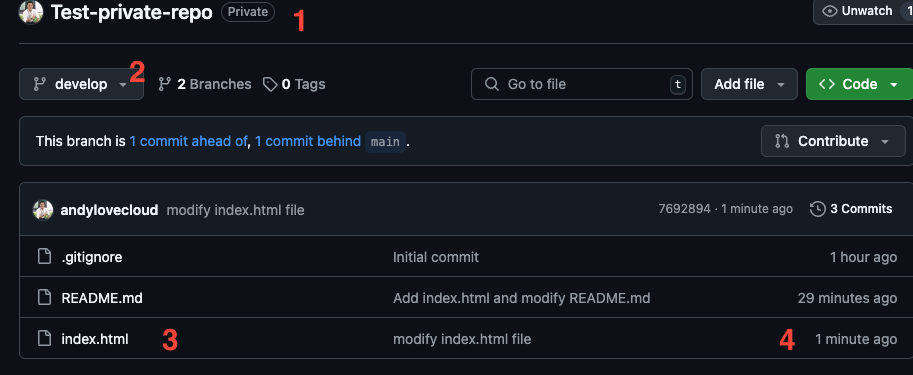 Test-private-repo Private 1 Unwatch 1
develop 2 2 Branches 0 Tags Go to file t Add file <> Code
This branch is 1 commit ahead of, 1 commit behind main . Contribute
andylovecloud modify index.html file 7692894 · 1 minute ago 3 Commits
.gitignore Initial commit 1 hour ago
README.md Add index.html and modify README.md 29 minutes ago
index.html 3 modify index.html file 4 1 minute ago